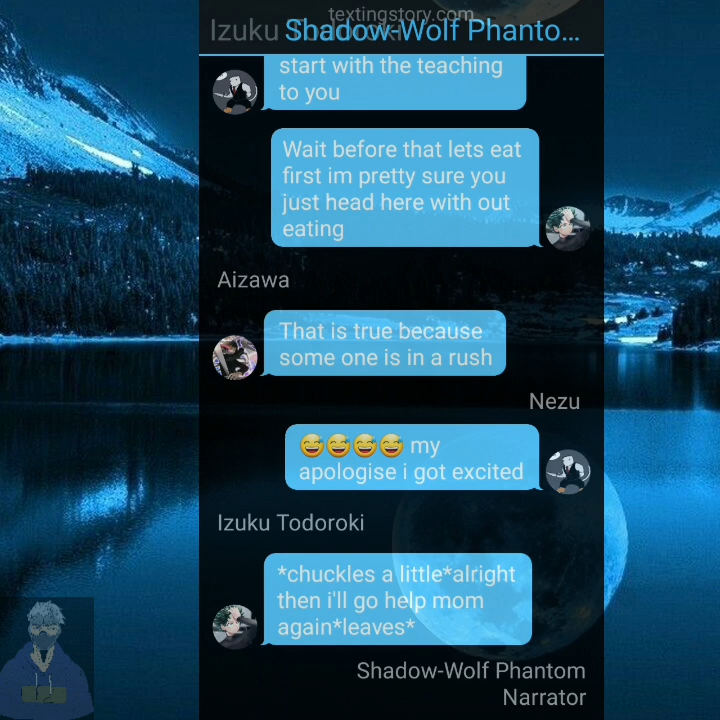 textingstory.com
Izuku Todoroki
Shadow-Wolf Phanto...
start with the teaching
to you
Wait before that lets eat
first im pretty sure you
just head here with out
eating
Aizawa
That is true because
some one is in a rush
Nezu
😅😅😅😅 my
apologise i got excited
Izuku Todoroki
*chuckles a little*alright
then i'll go help mom
again*leaves*
Shadow-Wolf Phantom
Narrator